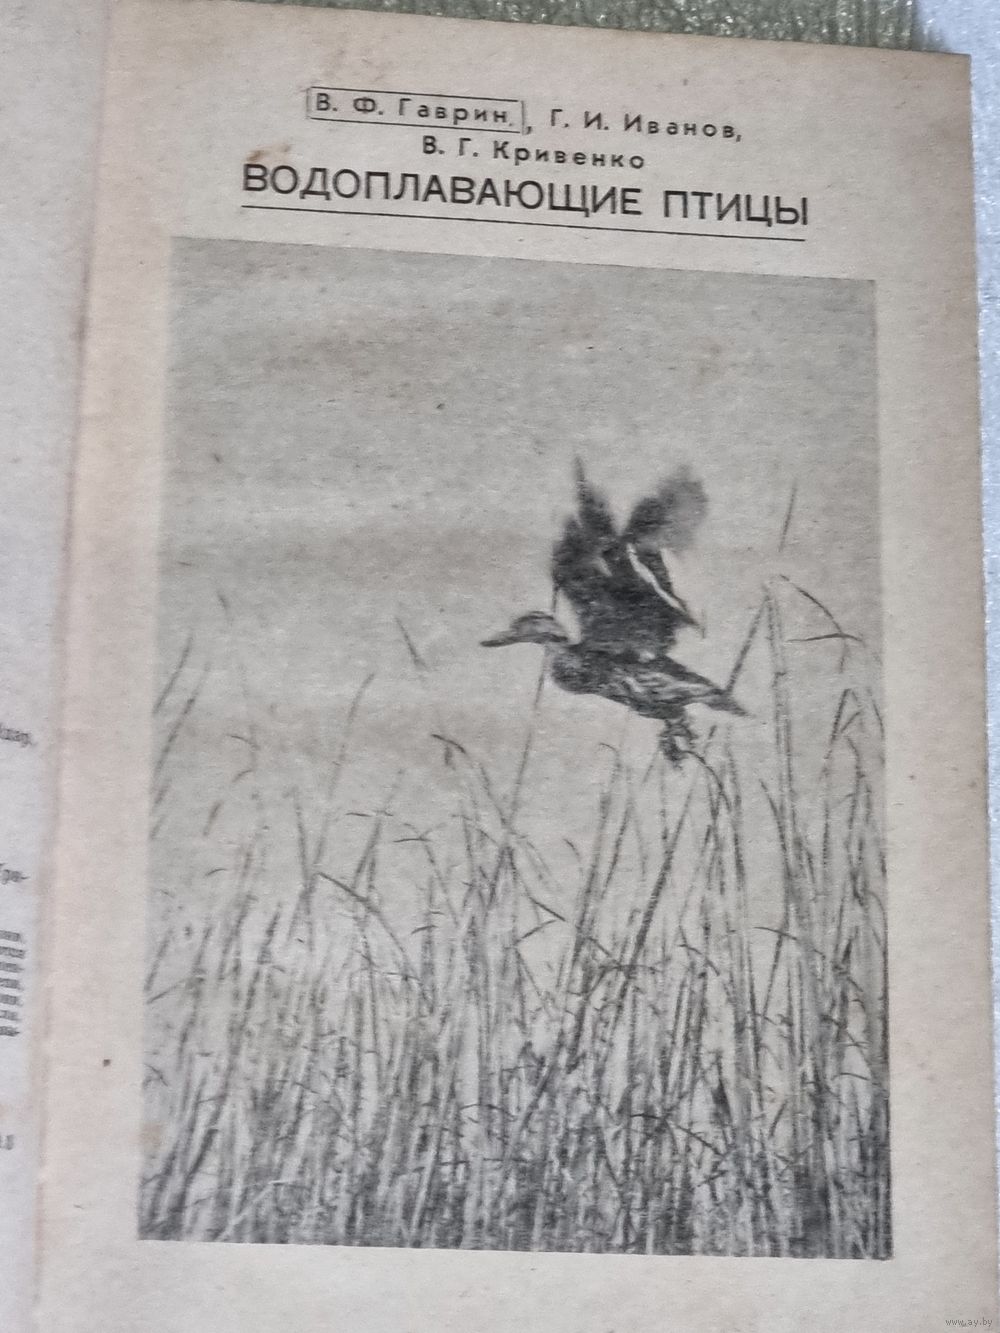 В. Ф. Гаврин, Г. И. Иванов,
В. Г. Кривенко
ВОДОПЛАВАЮЩИЕ ПТИЦЫ
www.ay.by